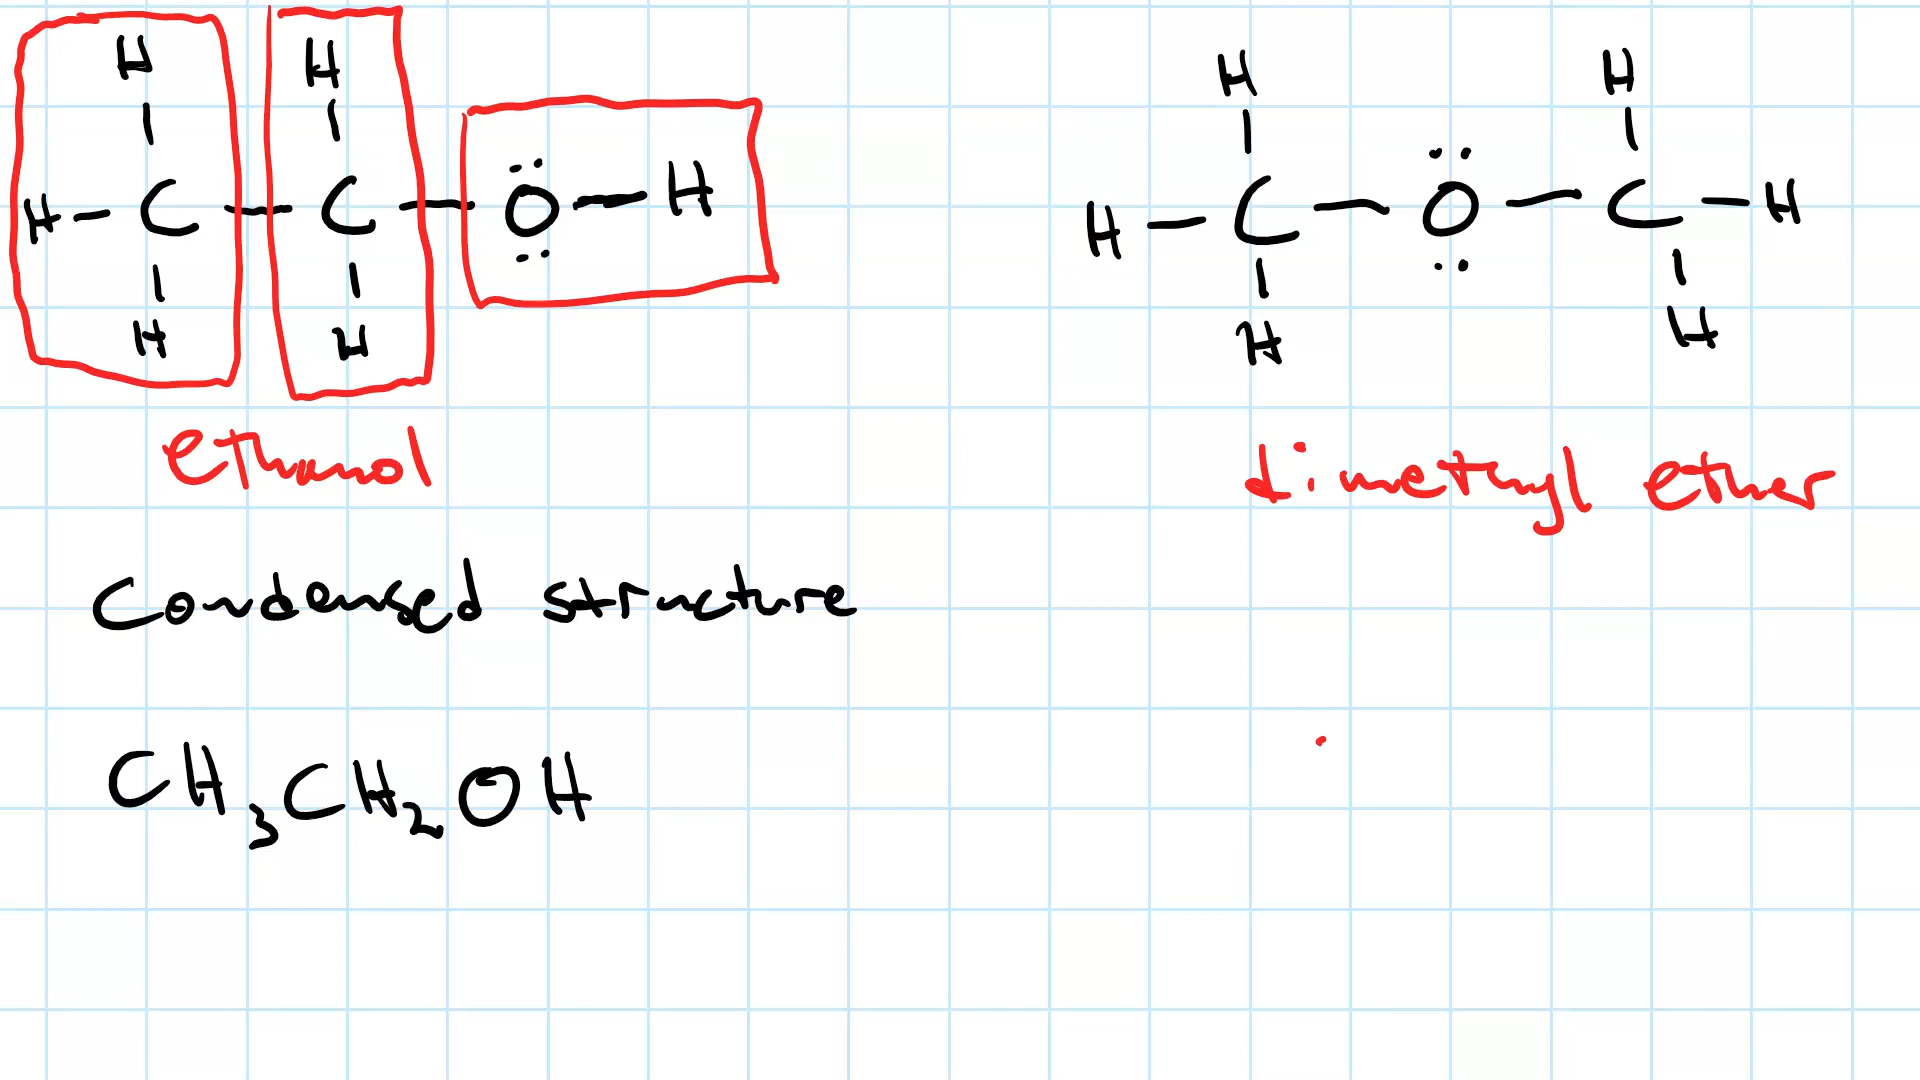 H H
H - C - C - Ö - H
H H
ethanol
H H
H - C - Ö - C - H
H H
dimethyl ether
Condensed structure
CH₃CH₂OH